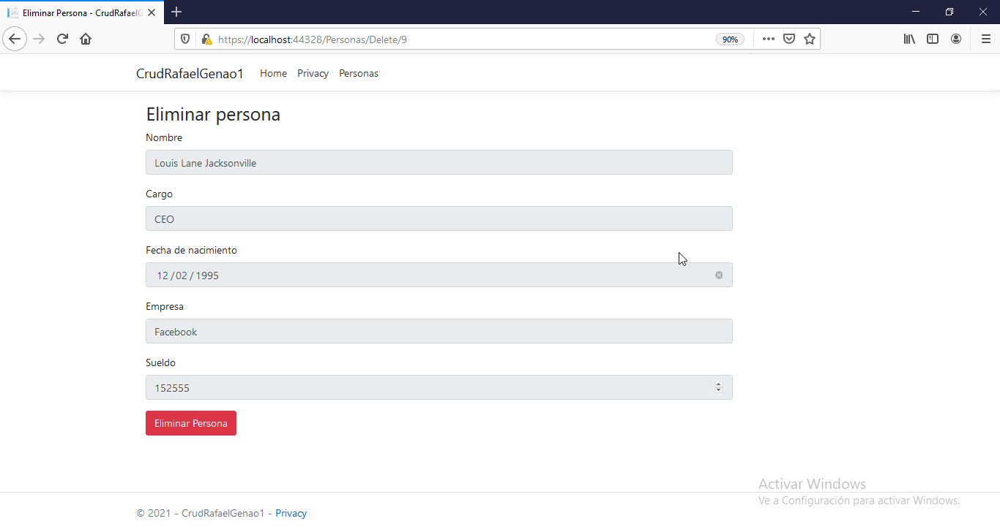 Eliminar Persona - CrudRafaelG
https://localhost:44328/Personas/Delete/9
90%
CrudRafaelGenao1 Home Privacy Personas
Eliminar persona
Nombre
Louis Lane Jacksonville
Cargo
CEO
Fecha de nacimiento
12 / 02 / 1995
Empresa
Facebook
Sueldo
152555
Eliminar Persona
Activar Windows
Ve a Configuración para activar Windows.
© 2021 - CrudRafaelGenao1 - Privacy